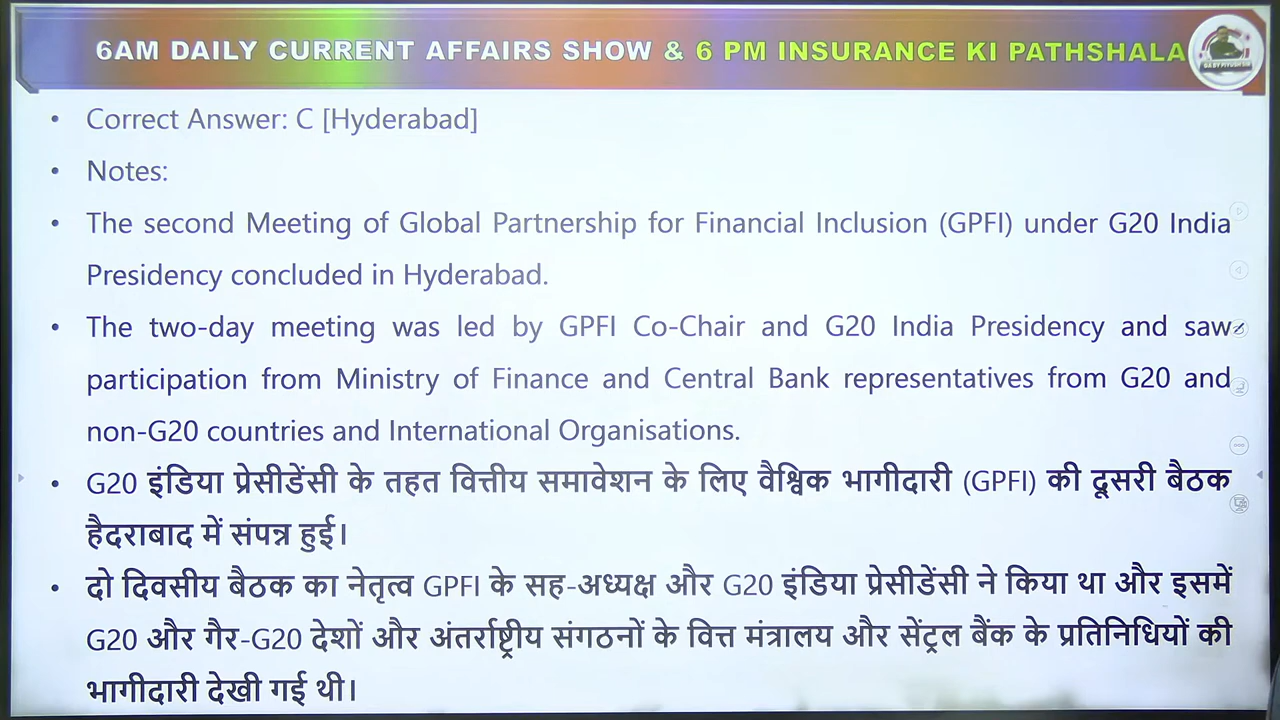 6AM DAILY CURRENT AFFAIRS SHOW & 6 PM INSURANCE KI PATHSHALA
• Correct Answer: C [Hyderabad]
• Notes:
• The second Meeting of Global Partnership for Financial Inclusion (GPFI) under G20 India
Presidency concluded in Hyderabad.
• The two-day meeting was led by GPFI Co-Chair and G20 India Presidency and saw
participation from Ministry of Finance and Central Bank representatives from G20 and
non-G20 countries and International Organisations.
• G20 इंडिया प्रेसीडेंसी के तहत वित्तीय समावेशन के लिए वैश्विक भागीदारी (GPFI) की दूसरी बैठक
हैदराबाद में संपन्न हुई।
• दो दिवसीय बैठक का नेतृत्व GPFI के सह-अध्यक्ष और G20 इंडिया प्रेसीडेंसी ने किया था और इसमें
G20 और गैर-G20 देशों और अंतर्राष्ट्रीय संगठनों के वित्त मंत्रालय और सेंट्रल बैंक के प्रतिनिधियों की
भागीदारी देखी गई थी।